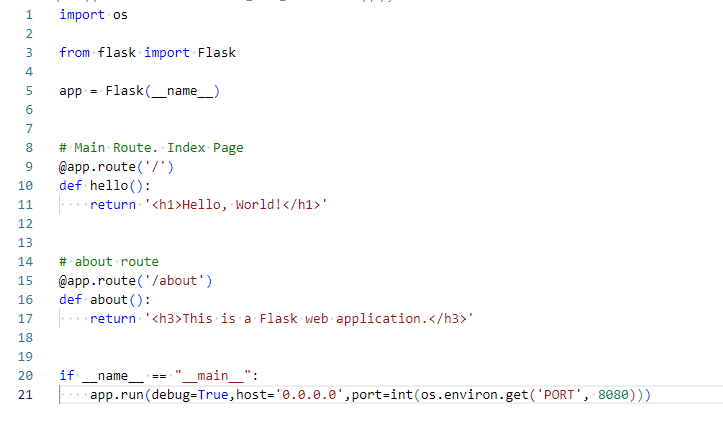 1 import os
2
3 from flask import Flask
4
5 app = Flask(__name__)
6
7
8 # Main Route. Index Page
9 @app.route('/')
10 def hello():
11     return '<h1>Hello, World!</h1>'
12
13
14 # about route
15 @app.route('/about')
16 def about():
17     return '<h3>This is a Flask web application.</h3>'
18
19
20 if __name__ == "__main__":
21     app.run(debug=True,host='0.0.0.0',port=int(os.environ.get('PORT', 8080)))